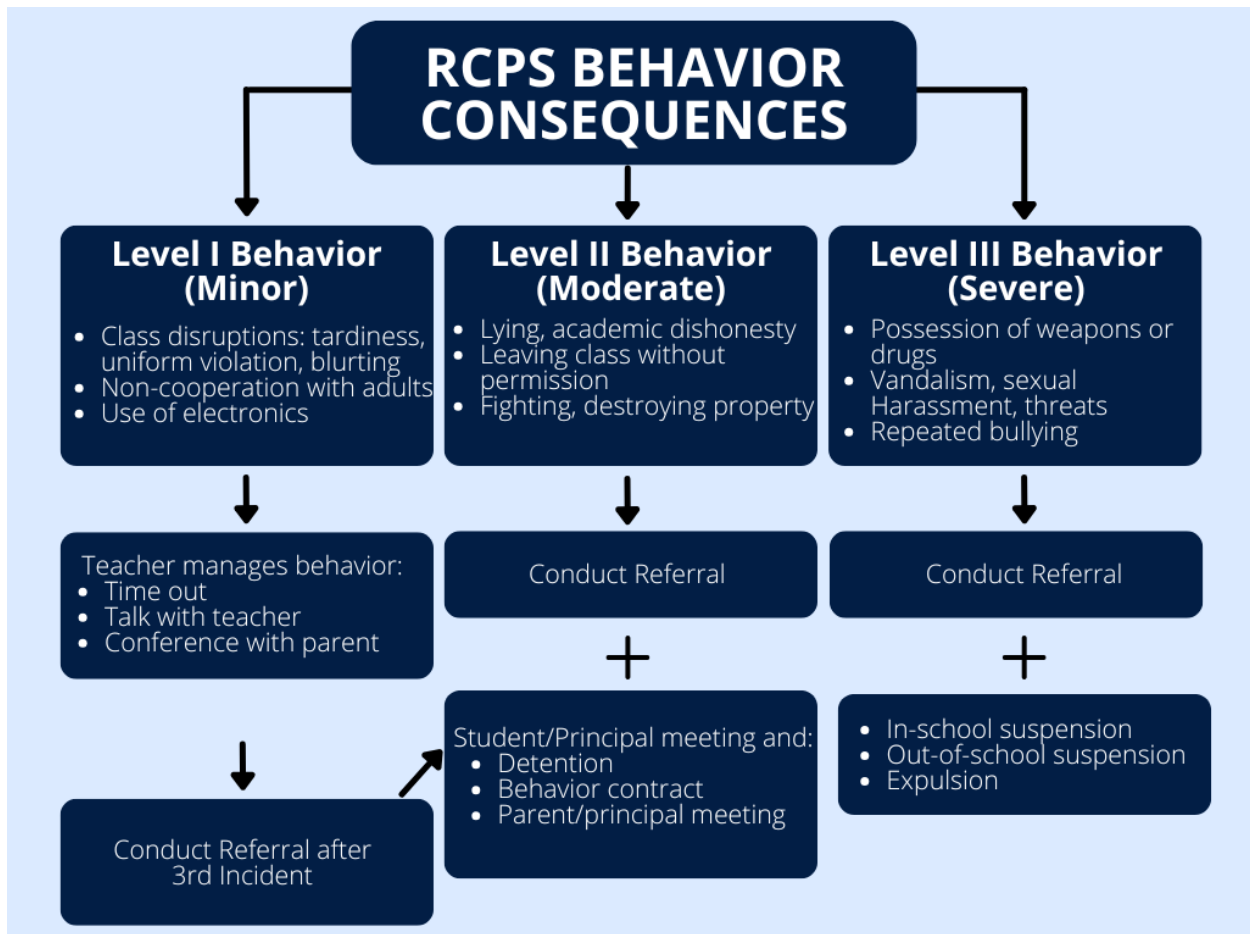 RCPS BEHAVIOR
CONSEQUENCES
Level I Behavior
(Minor)
• Class disruptions: tardiness,
uniform violation, blurting
• Non-cooperation with adults
• Use of electronics
Level II Behavior
(Moderate)
• Lying, academic dishonesty
• Leaving class without
permission
• Fighting, destroying property
Level III Behavior
(Severe)
• Possession of weapons or
drugs
• Vandalism, sexual
Harassment, threats
• Repeated bullying
Teacher manages behavior:
• Time out
• Talk with teacher
• Conference with parent
Conduct Referral
Conduct Referral
+
+
Student/Principal meeting and:
• Detention
• Behavior contract
• Parent/principal meeting
• In-school suspension
• Out-of-school suspension
• Expulsion
Conduct Referral after
3rd Incident